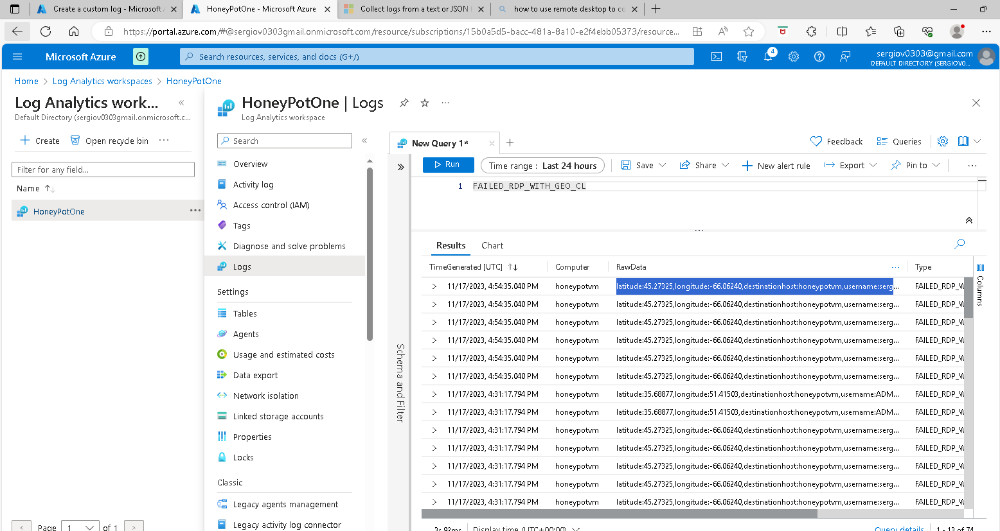 Create a custom log - Microsoft A
HoneyPotOne - Microsoft Azure
Collect logs from a text or JSON f
how to use remote desktop to co
https://portal.azure.com/#@sergiov0303gmail.onmicrosoft.com/resource/subscriptions/15b0a5d5-bacc-481a-8a10-e2f4ebb05373/resource...
Microsoft Azure
Search resources, services, and docs (G+/)
4
sergiov0303@gmail.com
DEFAULT DIRECTORY (SERGIOV0...
Home > Log Analytics workspaces > HoneyPotOne
Log Analytics work...
Default Directory (sergiov0303gmail.onmicrosoft.c...
Create
Open recycle bin
Filter for any field...
Name
HoneyPotOne
Page 1 of 1
HoneyPotOne | Logs
Log Analytics workspace
Search
Overview
Activity log
Access control (IAM)
Tags
Diagnose and solve problems
Logs
Settings
Tables
Agents
Usage and estimated costs
Data export
Network isolation
Linked storage accounts
Properties
Locks
Classic
Legacy agents management
Legacy activity log connector
New Query 1*
Feedback
Queries
Run
Time range : Last 24 hours
Save
Share
New alert rule
Export
Pin to
1 FAILED_RDP_WITH_GEO_CL
Schema and Filter
Results
Chart
TimeGenerated [UTC] Computer RawData Type
11/17/2023, 4:54:35.040 PM honeypotvm latitude:45.27325,longitude:-66.06240,destinationhost:honeypotvm,username:serg... FAILED_RDP_W
11/17/2023, 4:54:35.040 PM honeypotvm latitude:45.27325,longitude:-66.06240,destinationhost:honeypotvm,username:serg... FAILED_RDP_W
11/17/2023, 4:54:35.040 PM honeypotvm latitude:45.27325,longitude:-66.06240,destinationhost:honeypotvm,username:serg... FAILED_RDP_W
11/17/2023, 4:54:35.040 PM honeypotvm latitude:45.27325,longitude:-66.06240,destinationhost:honeypotvm,username:serg... FAILED_RDP_W
11/17/2023, 4:54:35.040 PM honeypotvm latitude:45.27325,longitude:-66.06240,destinationhost:honeypotvm,username:serg... FAILED_RDP_W
11/17/2023, 4:54:35.040 PM honeypotvm latitude:45.27325,longitude:-66.06240,destinationhost:honeypotvm,username:serg... FAILED_RDP_W
11/17/2023, 4:31:17.794 PM honeypotvm latitude:35.68877,longitude:51.41503,destinationhost:honeypotvm,username:ADM... FAILED_RDP_W
11/17/2023, 4:31:17.794 PM honeypotvm latitude:35.68877,longitude:51.41503,destinationhost:honeypotvm,username:ADM... FAILED_RDP_W
11/17/2023, 4:31:17.794 PM honeypotvm latitude:45.27325,longitude:-66.06240,destinationhost:honeypotvm,username:serg... FAILED_RDP_W
11/17/2023, 4:31:17.794 PM honeypotvm latitude:45.27325,longitude:-66.06240,destinationhost:honeypotvm,username:serg... FAILED_RDP_W
11/17/2023, 4:31:17.794 PM honeypotvm latitude:45.27325,longitude:-66.06240,destinationhost:honeypotvm,username:serg... FAILED_RDP_W
11/17/2023, 4:31:17.794 PM honeypotvm latitude:45.27325,longitude:-66.06240,destinationhost:honeypotvm,username:serg... FAILED_RDP_W
11/17/2023, 4:31:17.794 PM honeypotvm latitude:45.27325,longitude:-66.06240,destinationhost:honeypotvm,username:serg... FAILED_RDP_W
Columns
3s 92ms
Display time (UTC+00:00)
Query details
1 - 13 of 74